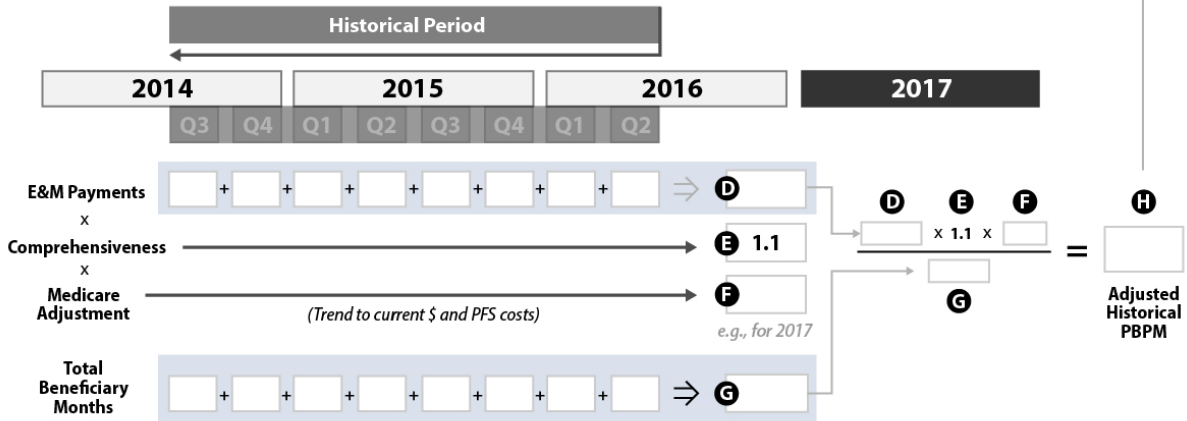 Historical Period
2014 2015 2016 2017
Q3 Q4 Q1 Q2 Q3 Q4 Q1 Q2
E&M Payments + + + + + + + ⇒ D
x
Comprehensiveness E 1.1
x
Medicare
Adjustment
F
(Trend to current $ and PFS costs)
e.g., for 2017
Total
Beneficiary
Months
+ + + + + + + ⇒ G
D E F
x 1.1 x
G
=
H
Adjusted
Historical
PBPM